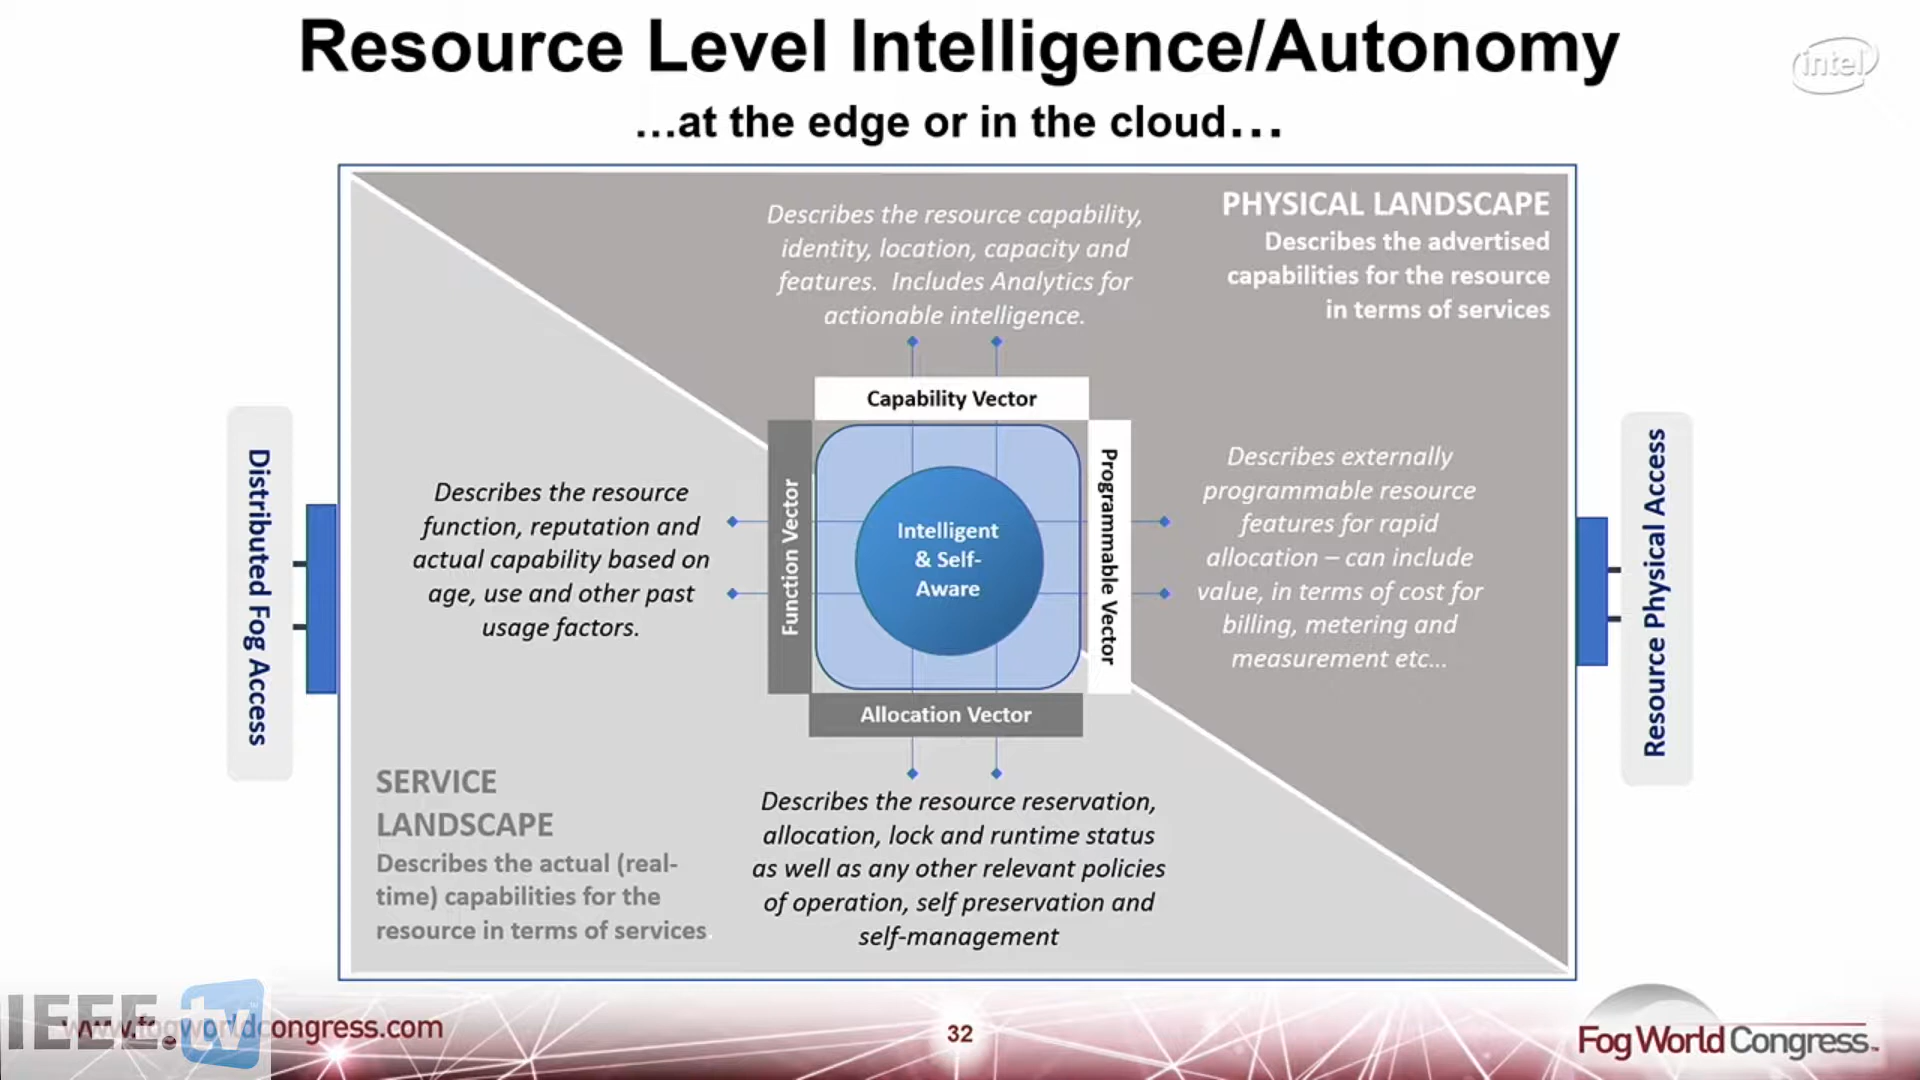 Resource Level Intelligence/Autonomy
...at the edge or in the cloud...
intel
PHYSICAL LANDSCAPE
Describes the advertised
capabilities for the resource
in terms of services
Describes the resource capability,
identity, location, capacity and
features. Includes Analytics for
actionable intelligence.
Capability Vector
Distributed Fog Access
Describes the resource
function, reputation and
actual capability based on
age, use and other past
usage factors.
Function Vector
Intelligent
& Self-
Aware
Programmable Vector
Describes externally
programmable resource
features for rapid
allocation – can include
value, in terms of cost for
billing, metering and
measurement etc...
Resource Physical Access
Allocation Vector
SERVICE
LANDSCAPE
Describes the actual (real-
time) capabilities for the
resource in terms of services.
Describes the resource reservation,
allocation, lock and runtime status
as well as any other relevant policies
of operation, self preservation and
self-management
IEEE.tv
www.fogworldcongress.com
32
Fog World Congress